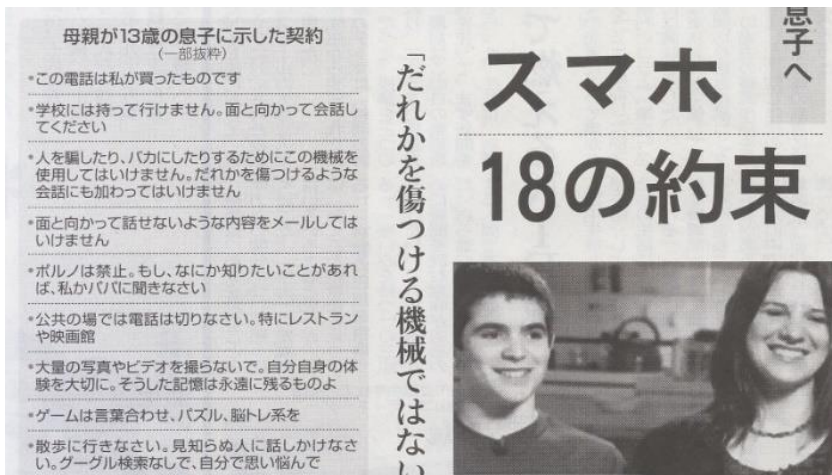 息子へ
スマホ
18の約束
「だれかを傷つける機械ではない
母親が13歳の息子に示した契約
(一部抜粋)
•この電話は私が買ったものです
•学校には持って行けません。面と向かって会話し
てください
•人を騙したり、バカにしたりするためにこの機械を
使用してはいけません。だれかを傷つけるような
会話にも加わってはいけません
•面と向かって話せないような内容をメールしては
いけません
•ポルノは禁止。もし、なにか知りたいことがあれ
ば、私かパパに聞きなさい
•公共の場では電話は切りなさい。特にレストラン
や映画館
•大量の写真やビデオを撮らないで。自分自身の体
験を大切に。そうした記憶は永遠に残るものよ
•ゲームは言葉合わせ、パズル、脳トレ系を
•散歩に行きなさい。見知らぬ人に話しかけなさ
い。グーグル検索なしで、自分で思い悩んで